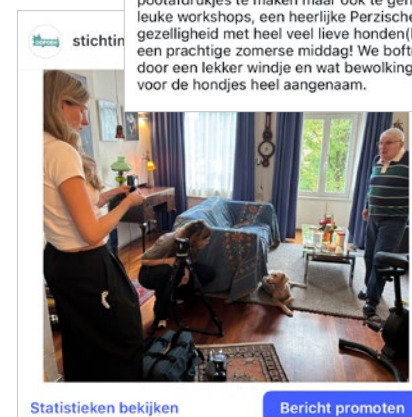 pootafdrukjes te maken maar ook te gen
leuke workshops, een heerlijke Perzische
gezelligheid met heel veel lieve honden(
een prachtige zomerse middag! We boft
door een lekker windje en wat bewolking
voor de hondjes heel aangenaam.
stichtin
Statistieken bekijken
Bericht promoten